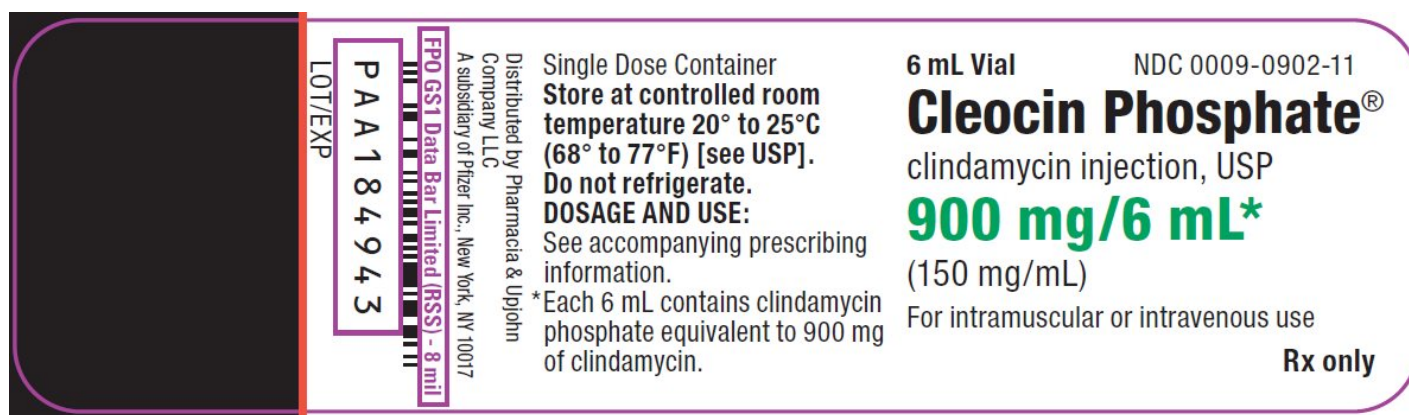 LOT/EXP
PAA184943
FPO GS1 Data Bar Limited (RSS) - 8 mil
Distributed by Pharmacia & Upjohn
Company LLC
A subsidiary of Pfizer Inc., New York, NY 10017
Single Dose Container
Store at controlled room
temperature 20° to 25°C
(68° to 77°F) [see USP].
Do not refrigerate.
DOSAGE AND USE:
See accompanying prescribing
information.
*Each 6 mL contains clindamycin
phosphate equivalent to 900 mg
of clindamycin.
6 mL Vial NDC 0009-0902-11
Cleocin Phosphate®
clindamycin injection, USP
900 mg/6 mL*
(150 mg/mL)
For intramuscular or intravenous use
Rx only